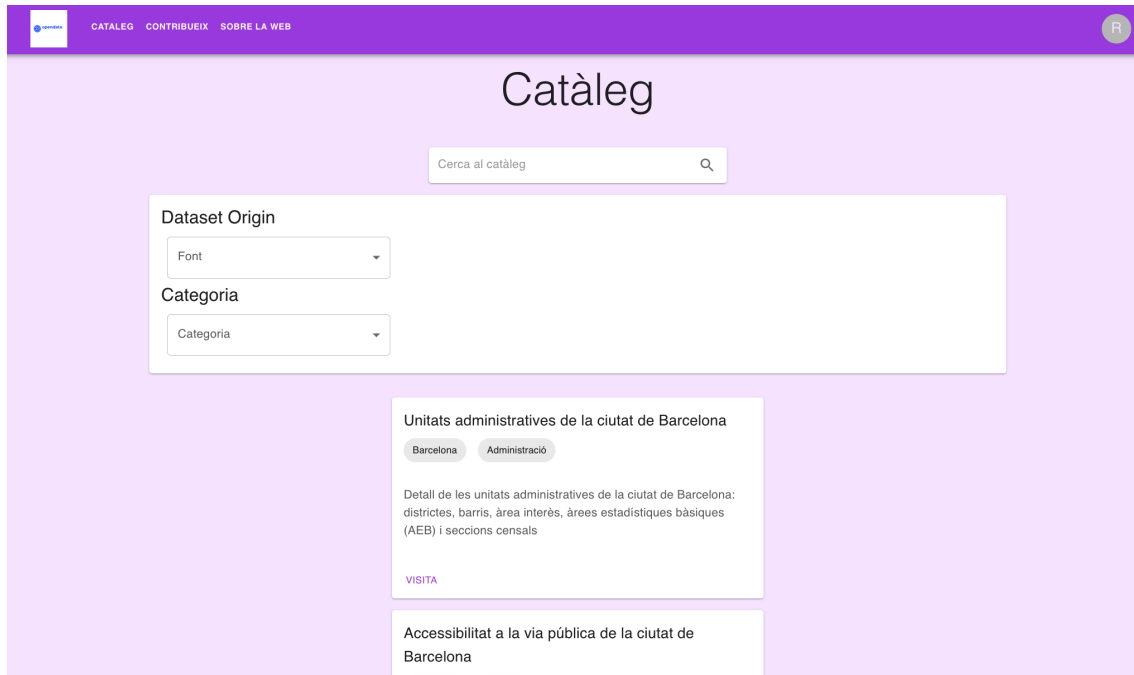 opendata
CATALEG CONTRIBUEIX SOBRE LA WEB
R
Catàleg
Cerca al catàleg
Dataset Origin
Font
Categoria
Categoria
Unitats administratives de la ciutat de Barcelona
Barcelona Administració
Detall de les unitats administratives de la ciutat de Barcelona:
districtes, barris, àrea interès, àrees estadístiques bàsiques
(AEB) i seccions censals
VISITA
Accessibilitat a la via pública de la ciutat de
Barcelona